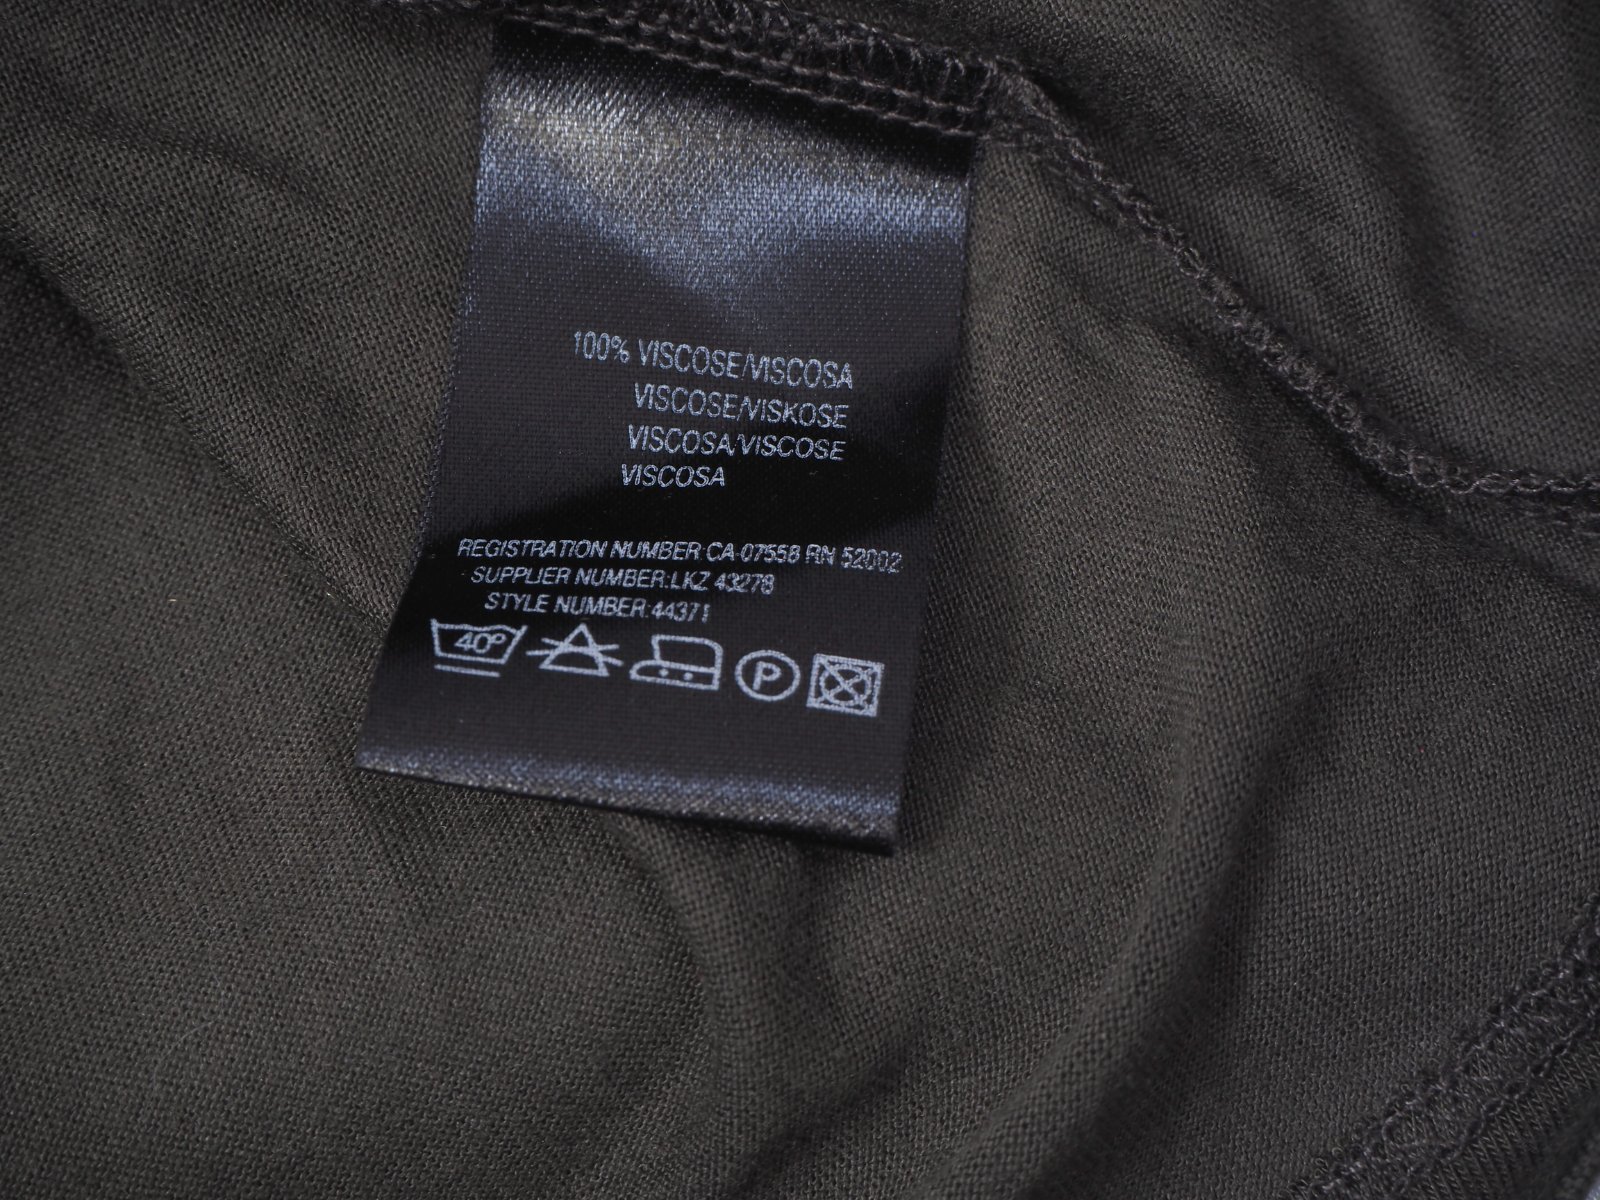 100% VISCOSE/VISCOSA
VISCOSE/VISKOSE
VISCOSA/VISCOSE
VISCOSA
REGISTRATION NUMBER CA 07558 RN 52002
SUPPLIER NUMBER:LKZ 43278
STYLE NUMBER:44371
40º
P